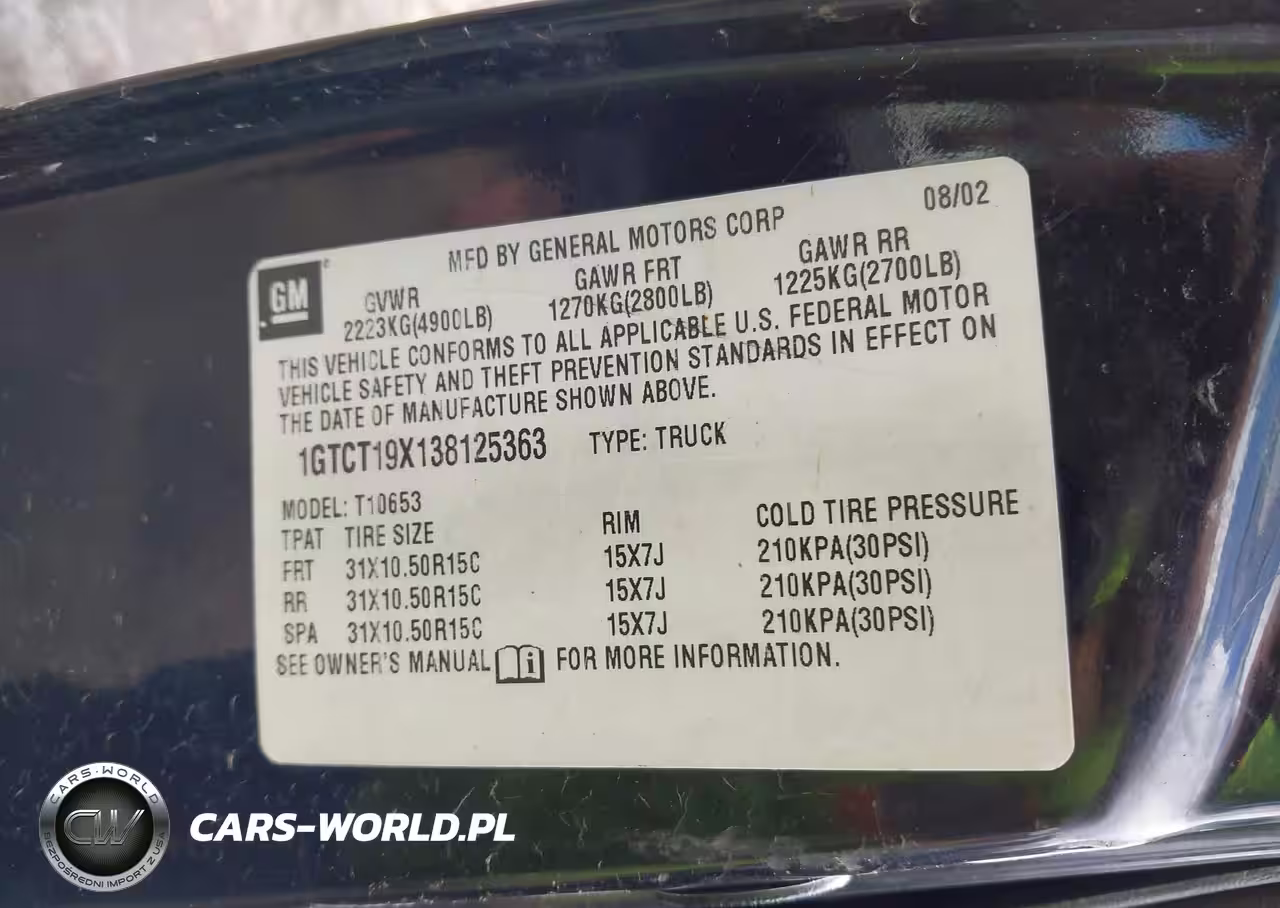 08/02
MFD BY GENERAL MOTORS CORP
GM
GVWR GAWR FRT GAWR RR
2223KG(4900LB) 1270KG(2800LB) 1225KG(2700LB)
THIS VEHICLE CONFORMS TO ALL APPLICABLE U.S. FEDERAL MOTOR
VEHICLE SAFETY AND THEFT PREVENTION STANDARDS IN EFFECT ON
THE DATE OF MANUFACTURE SHOWN ABOVE.
1GTCT19X138125363 TYPE: TRUCK
MODEL: T10653
TPAT TIRE SIZE RIM COLD TIRE PRESSURE
FRT 31X10.50R15C 15X7J 210KPA(30PSI)
RR 31X10.50R15C 15X7J 210KPA(30PSI)
SPA 31X10.50R15C 15X7J 210KPA(30PSI)
SEE OWNER'S MANUAL FOR MORE INFORMATION.
CARS-WORLD
CW
BEZPOŚREDNI IMPORT Z USA
CARS-WORLD.PL